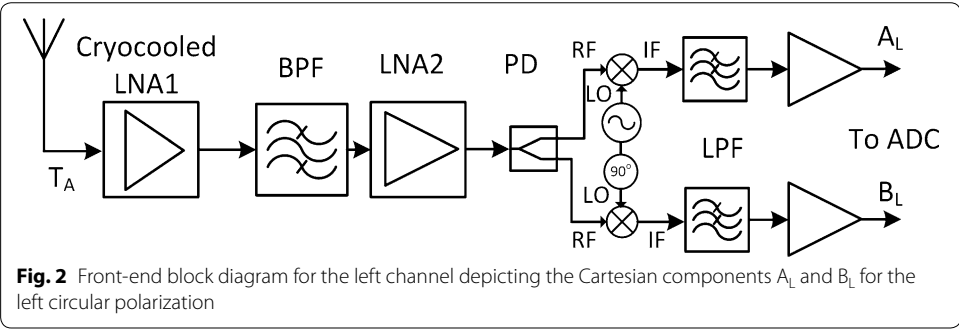 Cryocooled
LNA1
BPF
LNA2
PD
RF
IF
LO
A_L
T_A
90°
LPF
To ADC
LO
RF
IF
B_L
Fig. 2 Front-end block diagram for the left channel depicting the Cartesian components A_L and B_L for the
left circular polarization